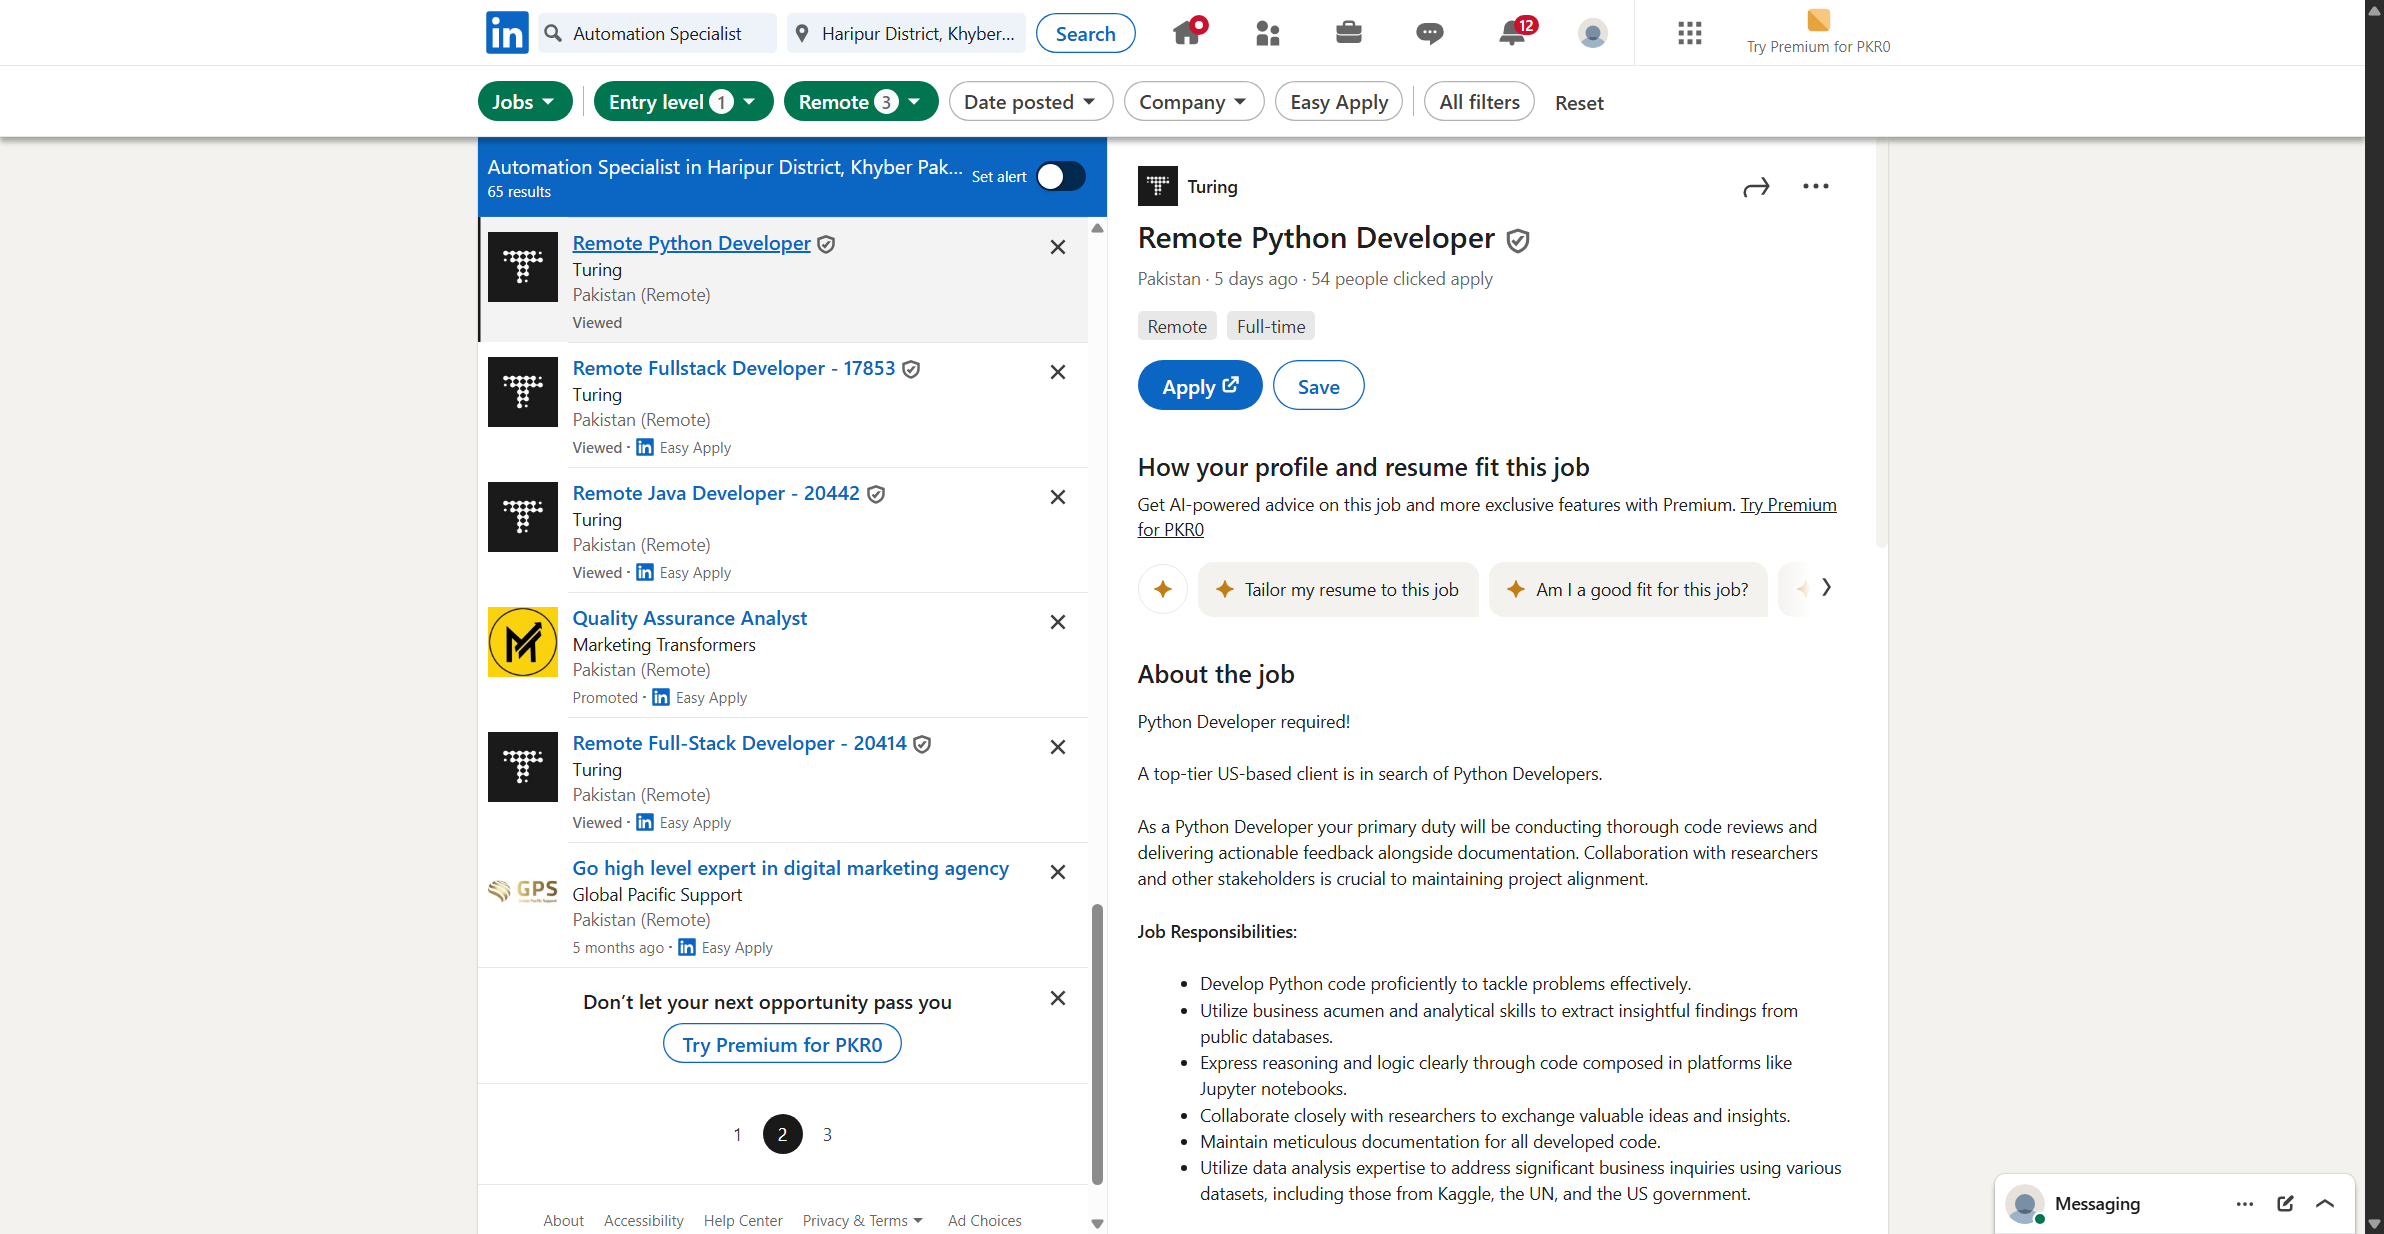 in
Automation Specialist
Haripur District, Khyber...
Search
12
Try Premium for PKR0
Jobs
Entry level 1
Remote 3
Date posted
Company
Easy Apply
All filters
Reset
Automation Specialist in Haripur District, Khyber Pak...
65 results
Set alert
Remote Python Developer
Turing
Pakistan (Remote)
Viewed
Remote Fullstack Developer - 17853
Turing
Pakistan (Remote)
Viewed · in Easy Apply
Remote Java Developer - 20442
Turing
Pakistan (Remote)
Viewed · in Easy Apply
Quality Assurance Analyst
Marketing Transformers
Pakistan (Remote)
Promoted · in Easy Apply
Remote Full-Stack Developer - 20414
Turing
Pakistan (Remote)
Viewed · in Easy Apply
GPS
Go high level expert in digital marketing agency
Global Pacific Support
Pakistan (Remote)
5 months ago · in Easy Apply
Don’t let your next opportunity pass you
Try Premium for PKR0
1 2 3
About Accessibility Help Center Privacy & Terms Ad Choices
Turing
Remote Python Developer
Pakistan · 5 days ago · 54 people clicked apply
Remote
Full-time
Apply
Save
How your profile and resume fit this job
Get AI-powered advice on this job and more exclusive features with Premium. Try Premium
for PKR0
Tailor my resume to this job
Am I a good fit for this job?
About the job
Python Developer required!
A top-tier US-based client is in search of Python Developers.
As a Python Developer your primary duty will be conducting thorough code reviews and
delivering actionable feedback alongside documentation. Collaboration with researchers
and other stakeholders is crucial to maintaining project alignment.
Job Responsibilities:
• Develop Python code proficiently to tackle problems effectively.
• Utilize business acumen and analytical skills to extract insightful findings from
public databases.
• Express reasoning and logic clearly through code composed in platforms like
Jupyter notebooks.
• Collaborate closely with researchers to exchange valuable ideas and insights.
• Maintain meticulous documentation for all developed code.
• Utilize data analysis expertise to address significant business inquiries using various
datasets, including those from Kaggle, the UN, and the US government.
Messaging